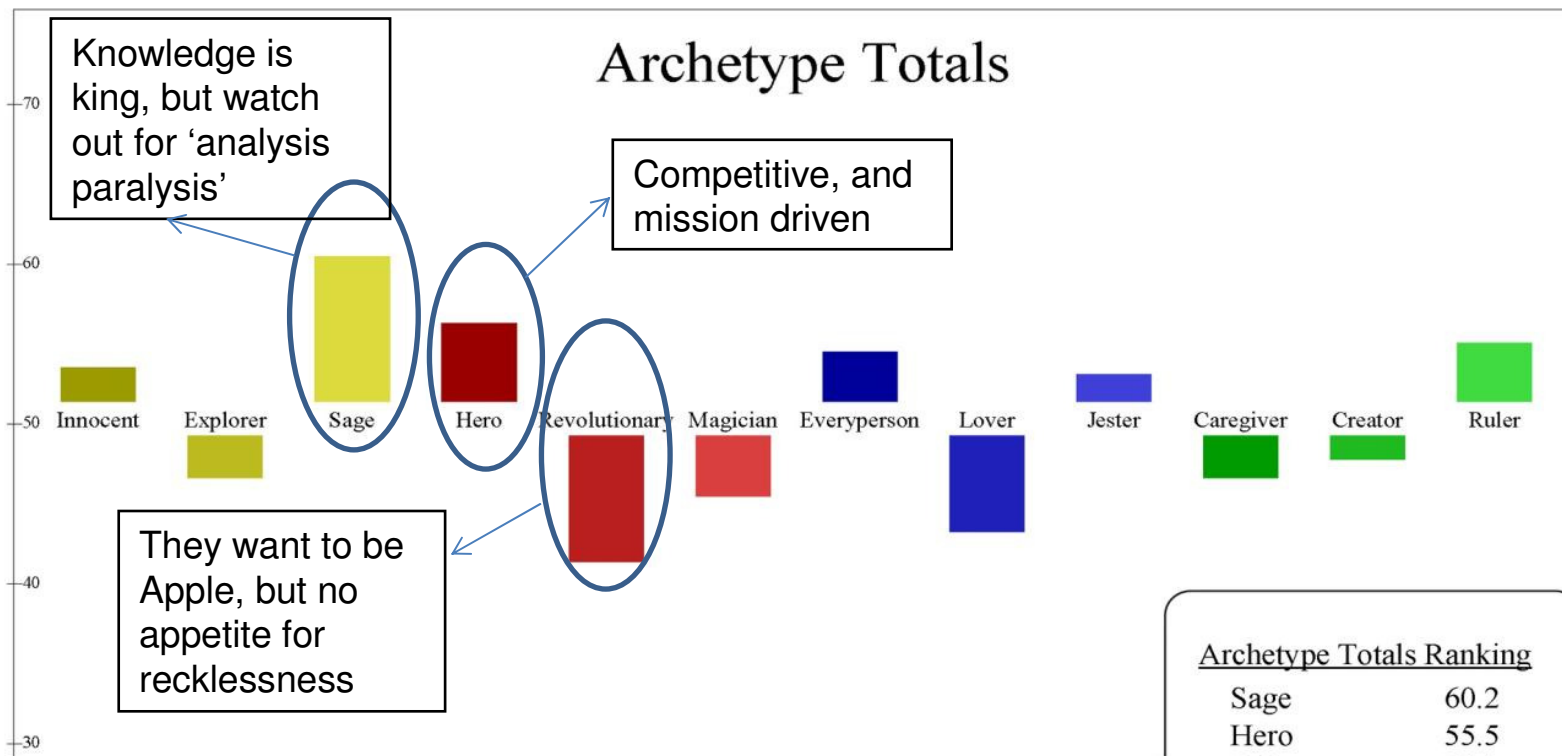 Archetype Totals
Knowledge is
king, but watch
out for ‘analysis
paralysis’
Competitive, and
mission driven
70
60
50
40
30
Innocent
Explorer
Sage
Hero
Revolutionary
Magician
Everyperson
Lover
Jester
Caregiver
Creator
Ruler
They want to be
Apple, but no
appetite for
recklessness
Archetype Totals Ranking
Sage 60.2
Hero 55.5